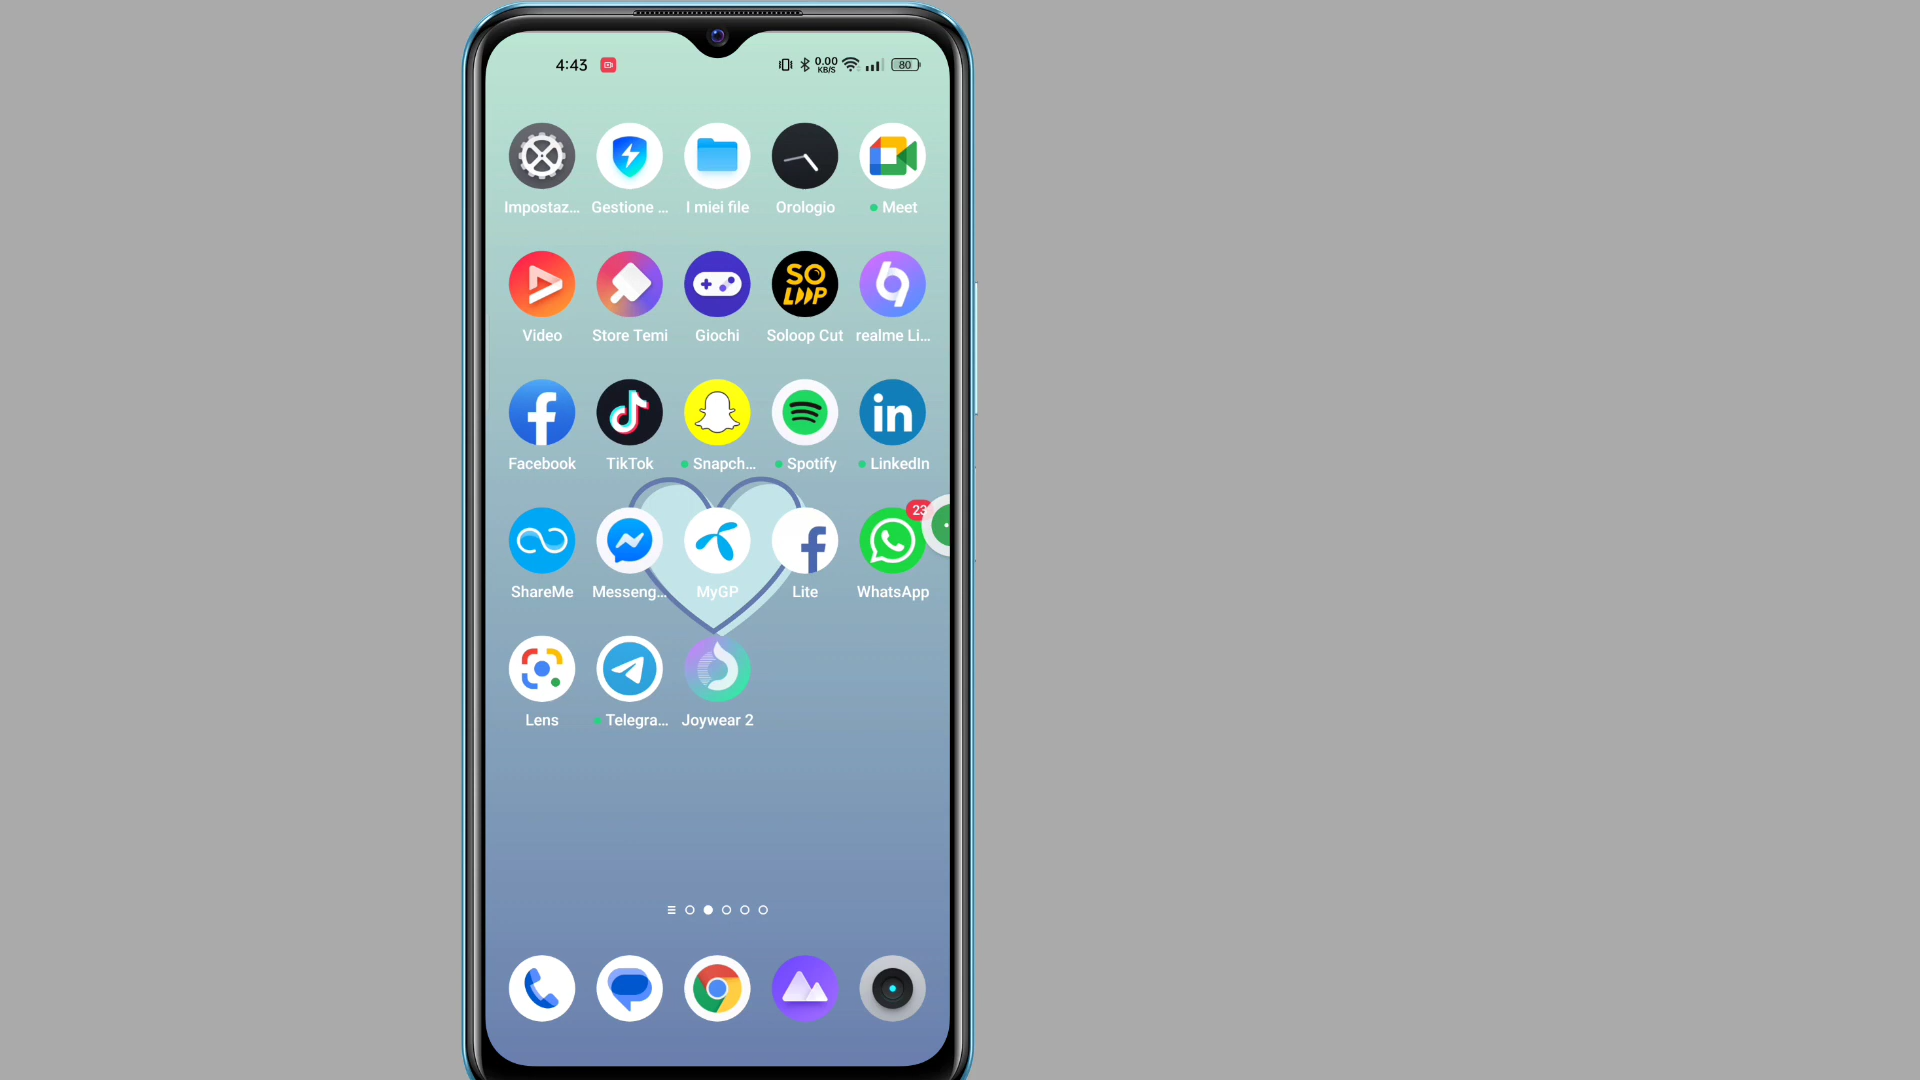 4:43 0.00 KB/S 80
Impostaz... Gestione ... I miei file Orologio Meet
SO LOOP
Video Store Temi Giochi Soloop Cut realme Li...
in
Facebook TikTok Snapch... Spotify LinkedIn
23
ShareMe Messeng... MyGP Lite WhatsApp
Lens Telegra... Joywear 2